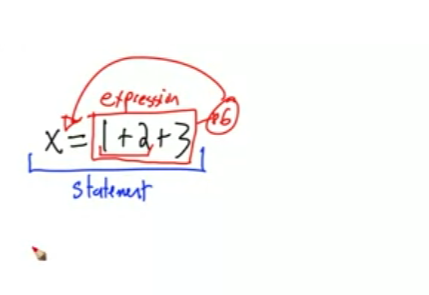 expression
x = 1+2+3 6
statement